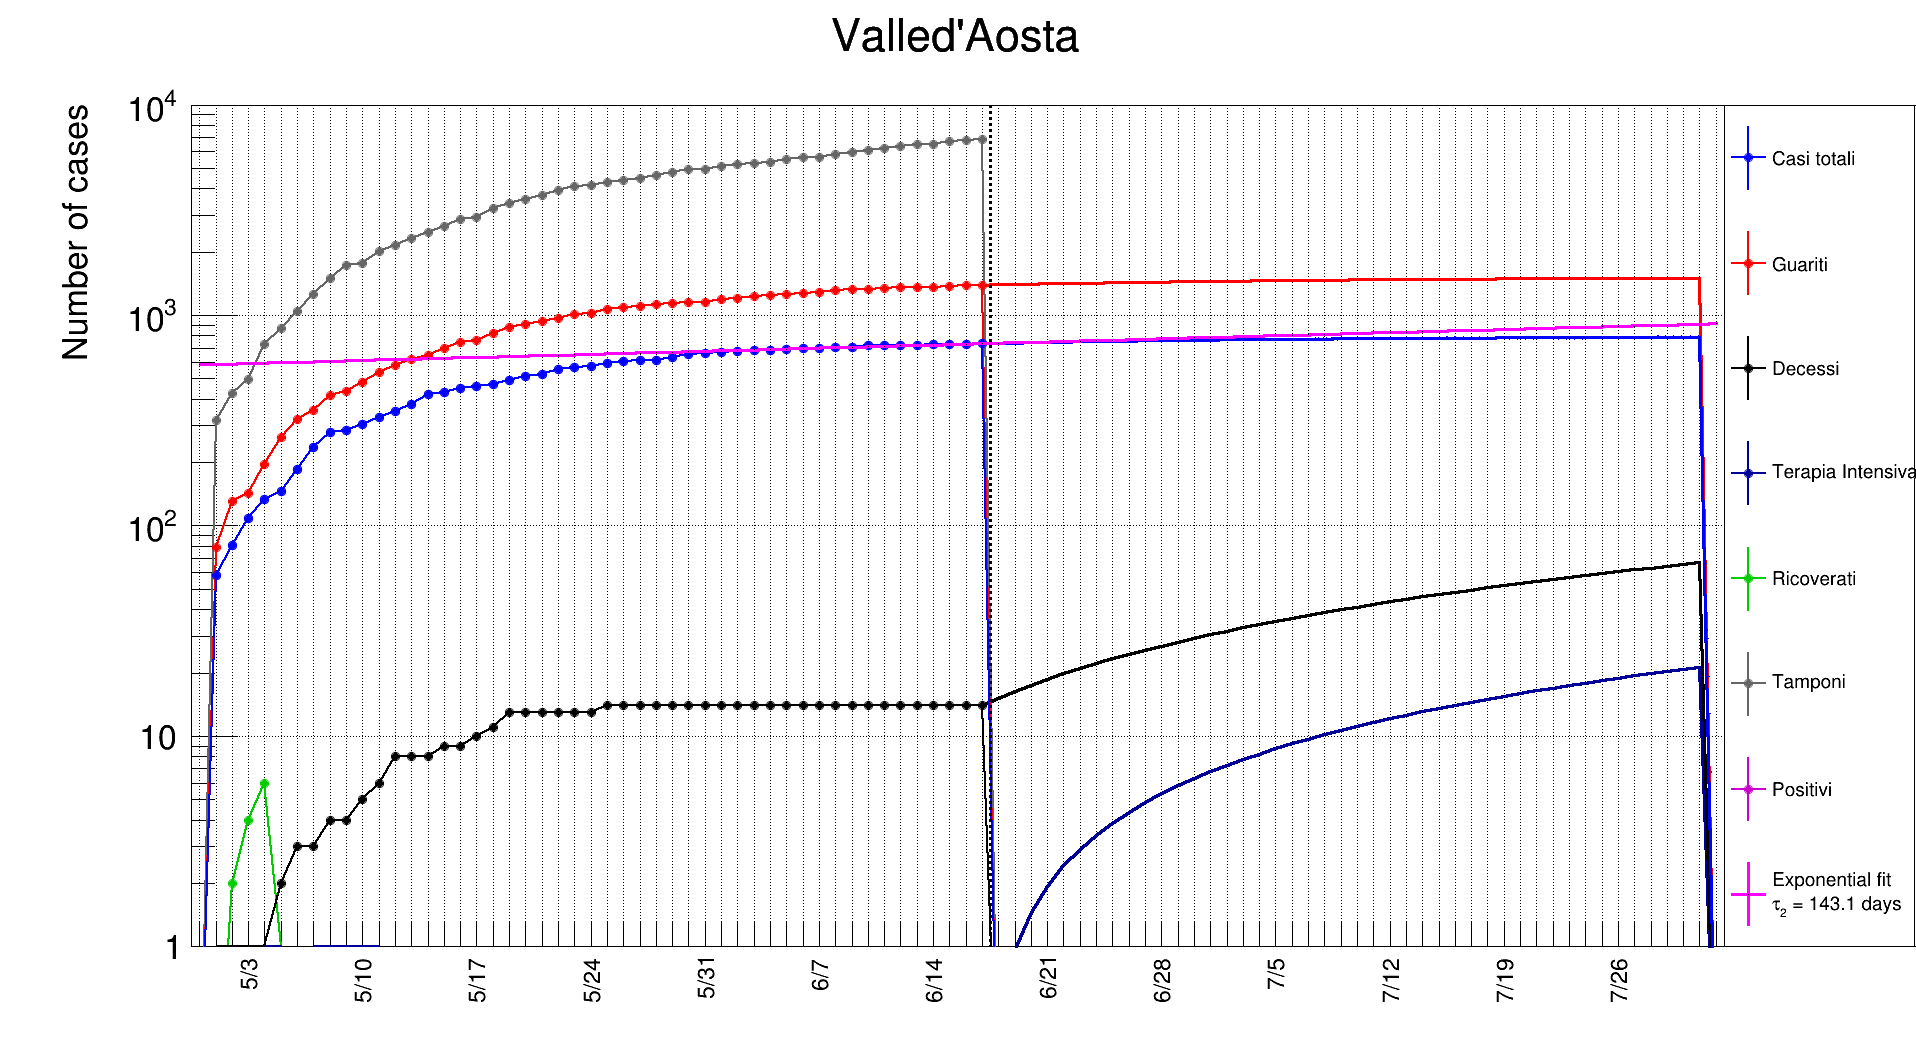 Valled'Aosta
Number of cases
10^4
10^3
10^2
10
1
5/3
5/10
5/17
5/24
5/31
6/7
6/14
6/21
6/28
7/5
7/12
7/19
7/26
Casi totali
Guariti
Decessi
Terapia Intensiva
Ricoverati
Tamponi
Positivi
Exponential fit
τ₂ = 143.1 days